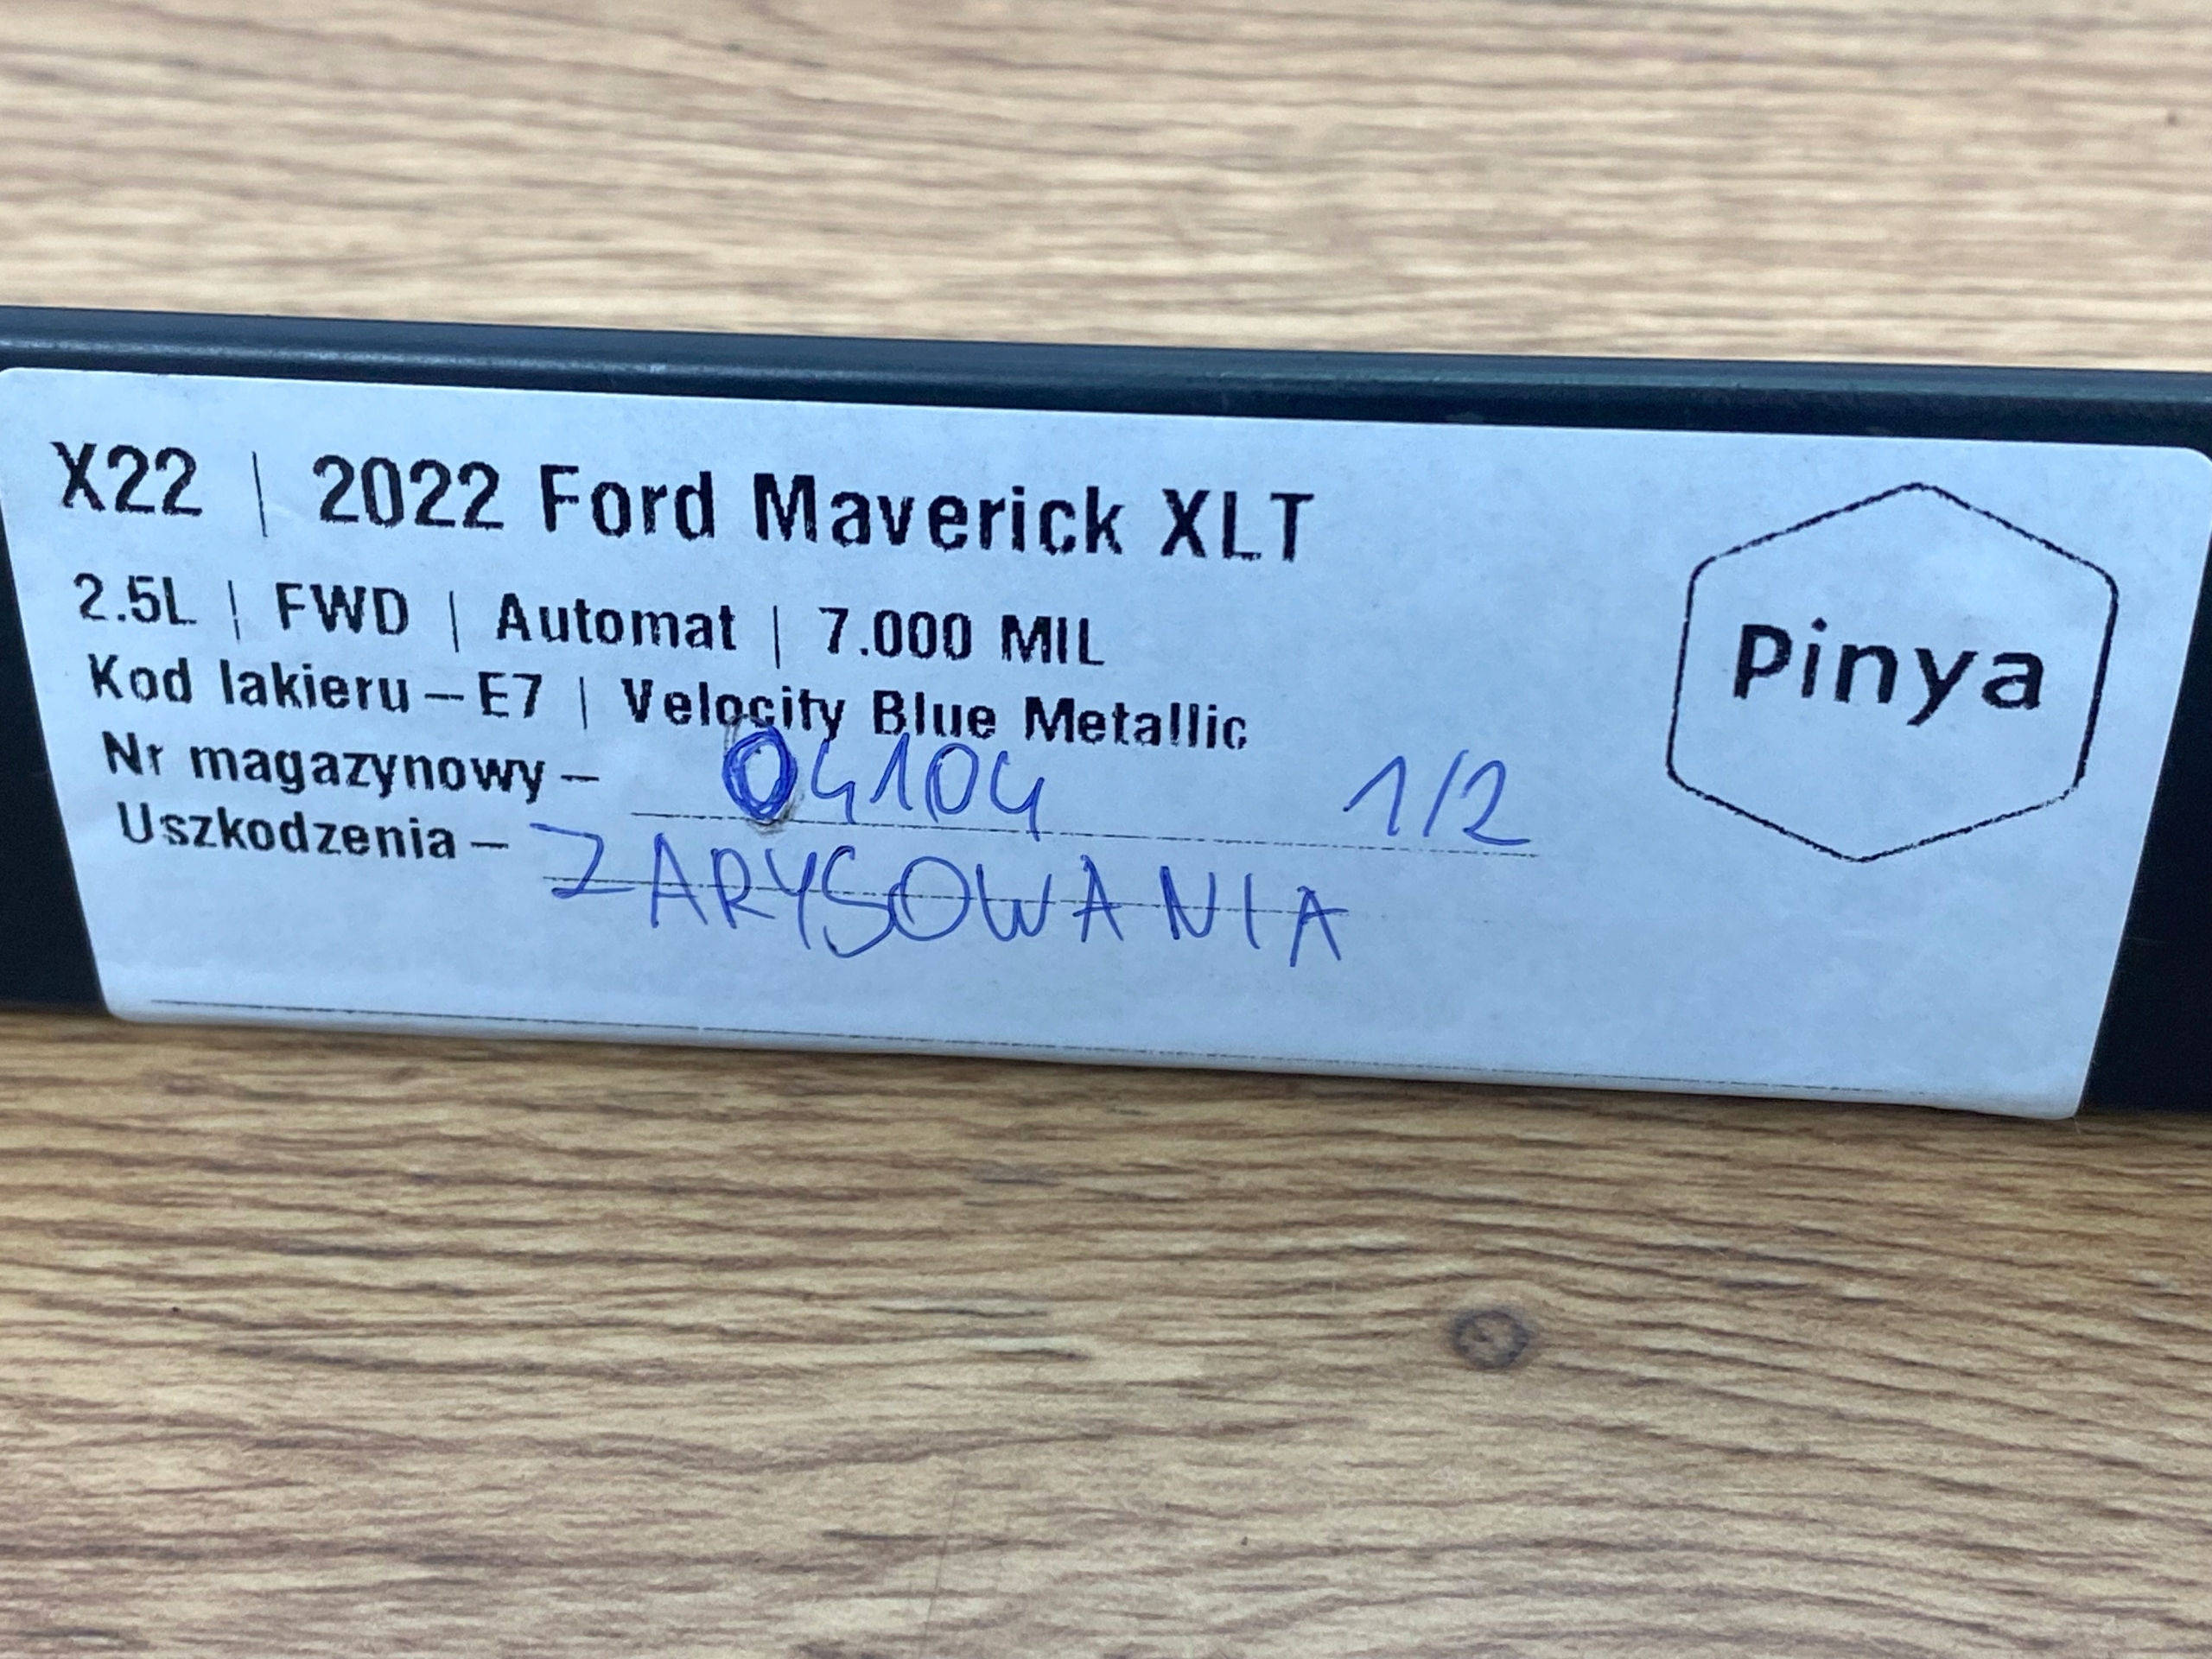 X22 | 2022 Ford Maverick XLT
2.5L | FWD | Automat | 7.000 MIL
Kod lakieru – E7 | Velocity Blue Metallic
Nr magazynowy – 04104 1/2
Uszkodzenia – ZARYSOWANIA
Pinya